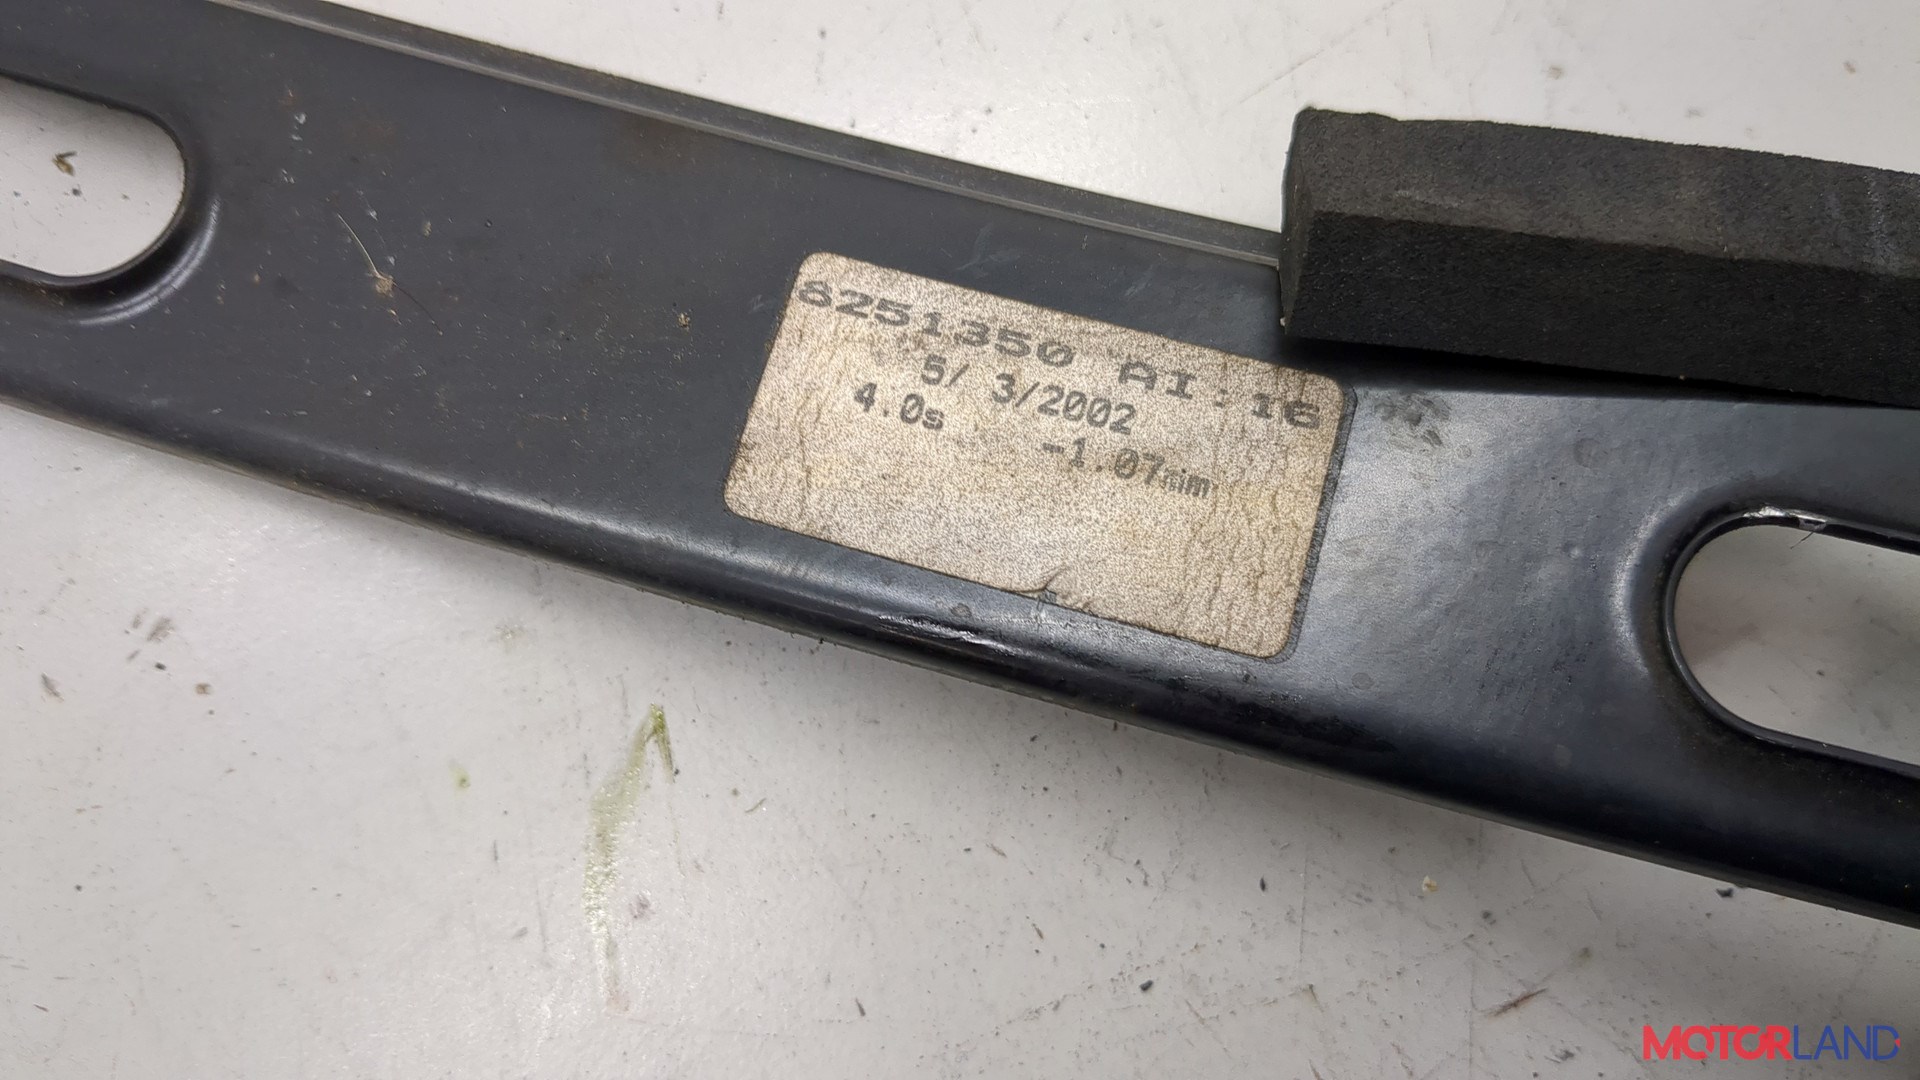 8251350 AI:16
5/ 3/2002
4.0s -1.07mm
MOTORLAND